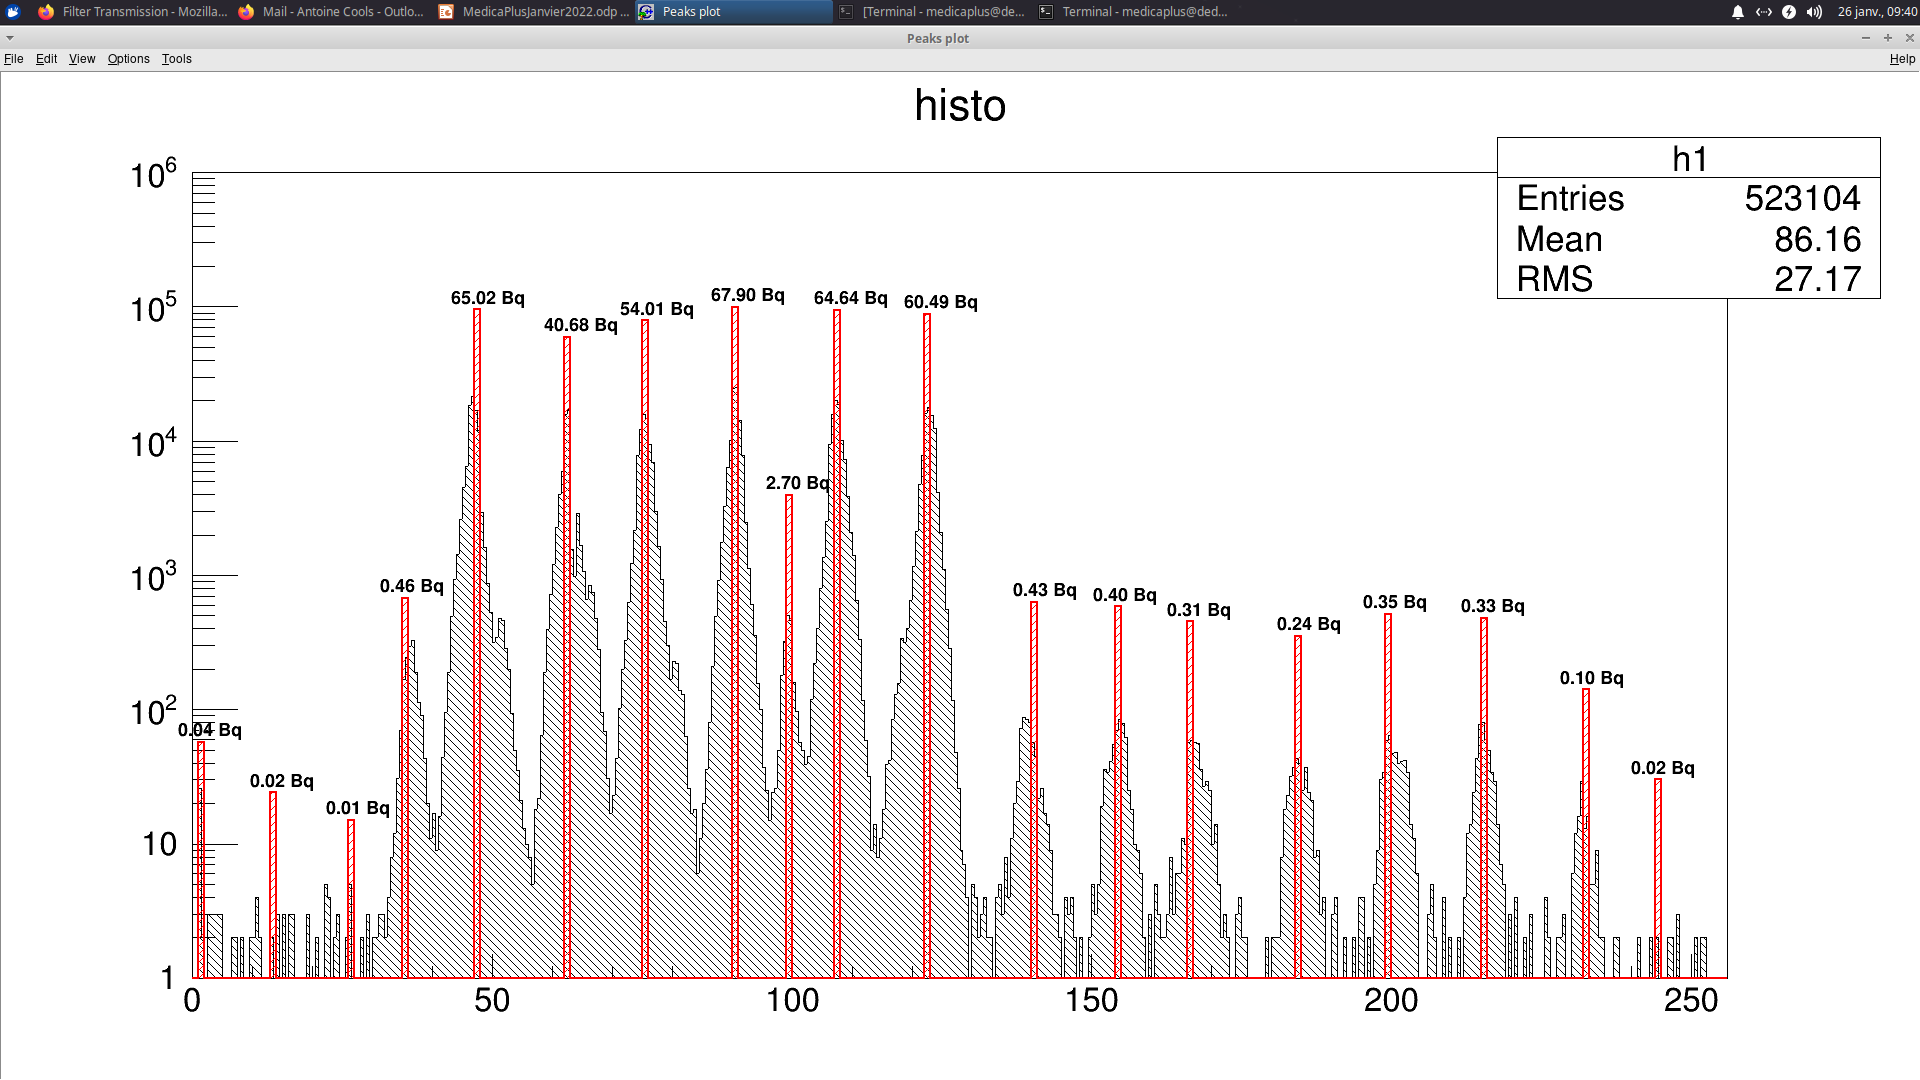 Filter Transmission - Mozilla...
Mail - Antoine Cools - Outlo...
MedicaPlusJanvier2022.odp ...
Peaks plot
[Terminal - medicaplus@de...
Terminal - medicaplus@ded...
26 janv., 09:40
Peaks plot
File Edit View Options Tools Help
histo
h1
Entries 523104
Mean 86.16
RMS 27.17
10^6
10^5
10^4
10^3
10^2
10
1
65.02 Bq
40.68 Bq
54.01 Bq
67.90 Bq
64.64 Bq
60.49 Bq
2.70 Bq
0.46 Bq
0.43 Bq
0.40 Bq
0.31 Bq
0.24 Bq
0.35 Bq
0.33 Bq
0.10 Bq
0.04 Bq
0.02 Bq
0.01 Bq
0.02 Bq
0 50 100 150 200 250